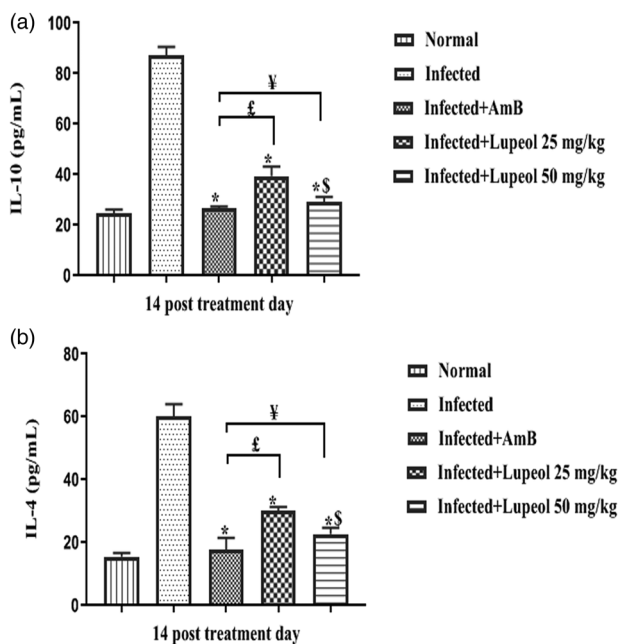 (a)
IL-10 (pg/mL)
100
80
60
40
20
0
¥
£
*
*
*$
14 post treatment day
Normal
Infected
Infected+AmB
Infected+Lupeol 25 mg/kg
Infected+Lupeol 50 mg/kg
(b)
IL-4 (pg/mL)
80
60
40
20
0
¥
£
*
*
*$
14 post treatment day
Normal
Infected
Infected+AmB
Infected+Lupeol 25 mg/kg
Infected+Lupeol 50 mg/kg